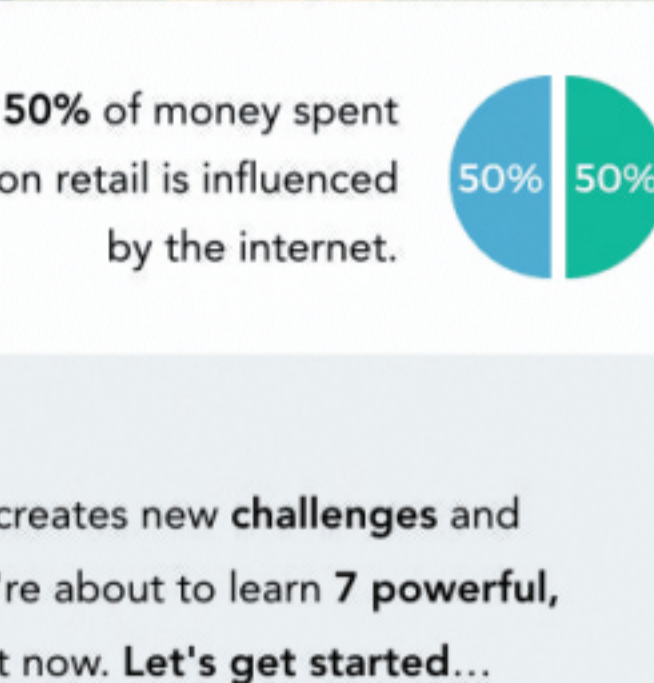 50% of money spent
on retail is influenced
by the internet.
50% 50%
creates new challenges and
're about to learn 7 powerful,
t now. Let's get started...